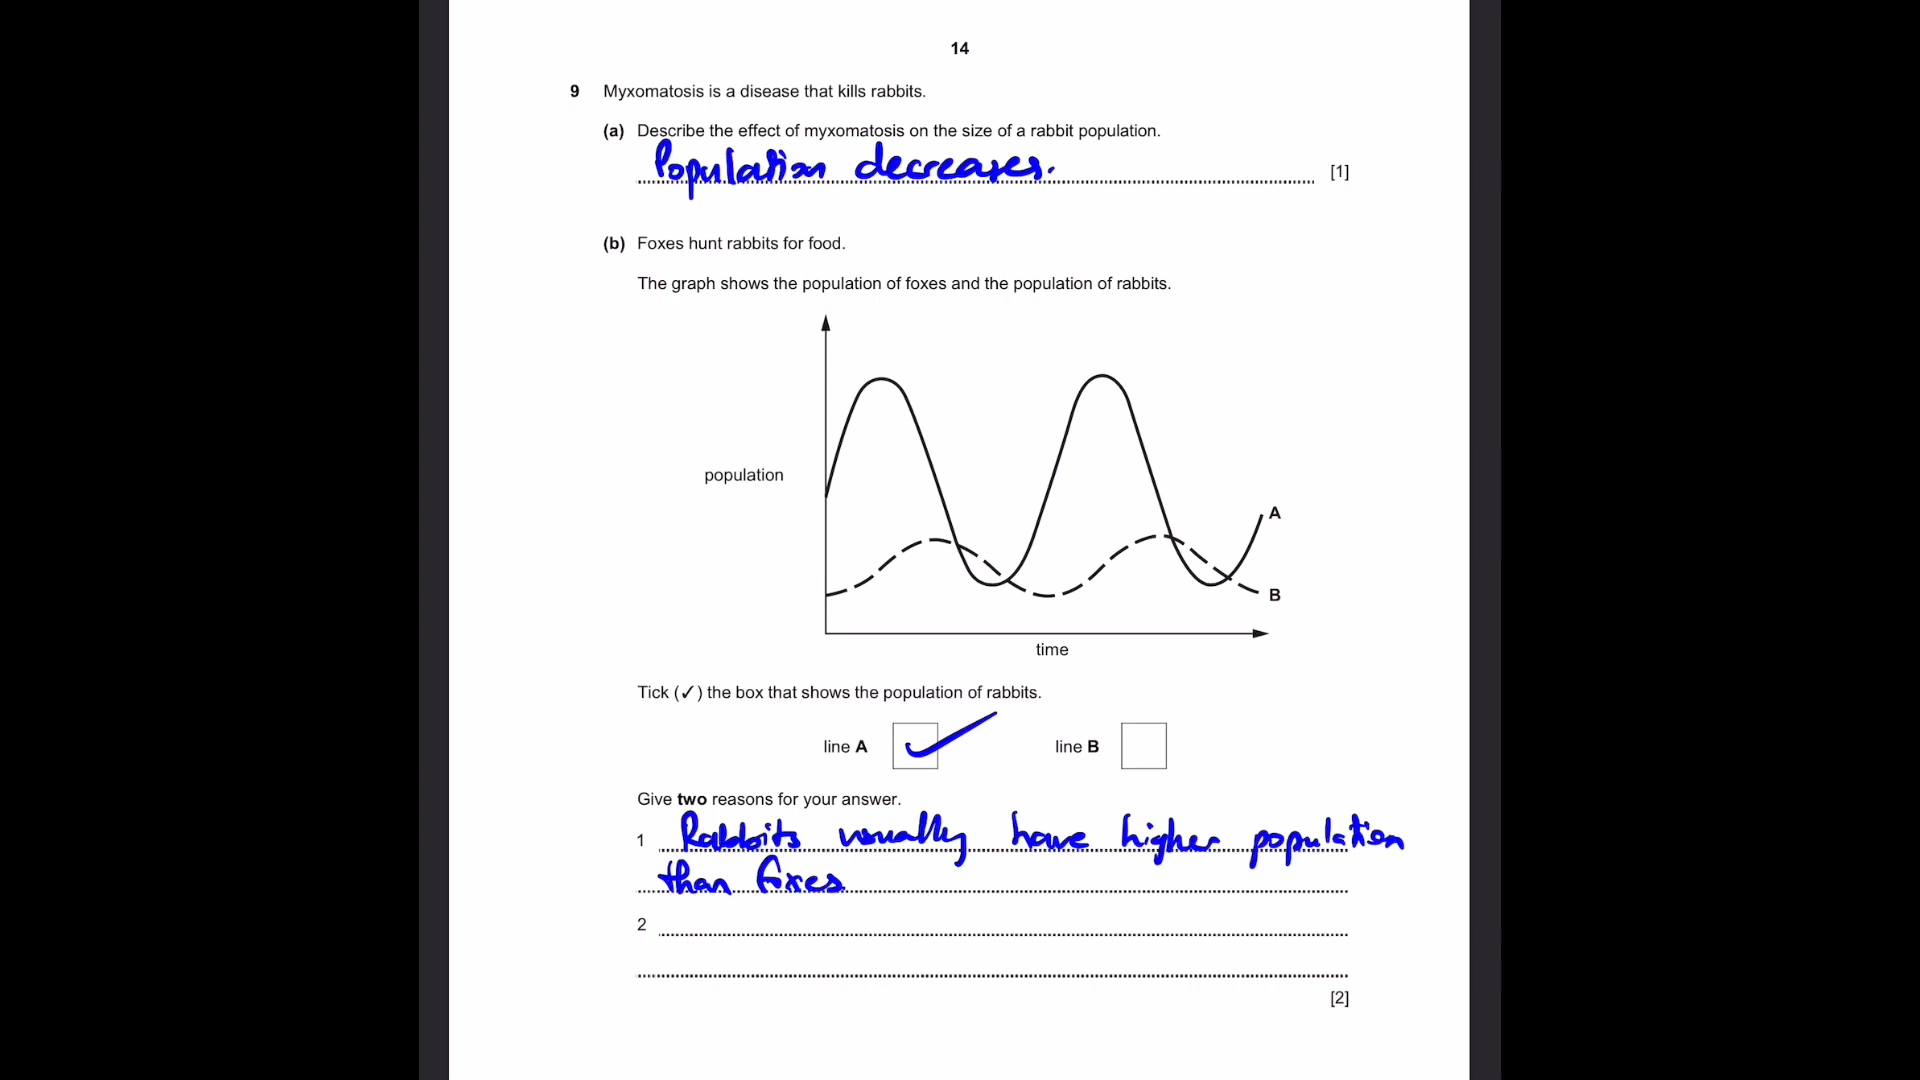 14
9 Myxomatosis is a disease that kills rabbits.
(a) Describe the effect of myxomatosis on the size of a rabbit population.
Population decreases.
[1]
(b) Foxes hunt rabbits for food.
The graph shows the population of foxes and the population of rabbits.
population
A
B
time
Tick (✓) the box that shows the population of rabbits.
line A ✓ line B
Give two reasons for your answer.
1 Rabbits usually have higher population
than foxes
2
[2]